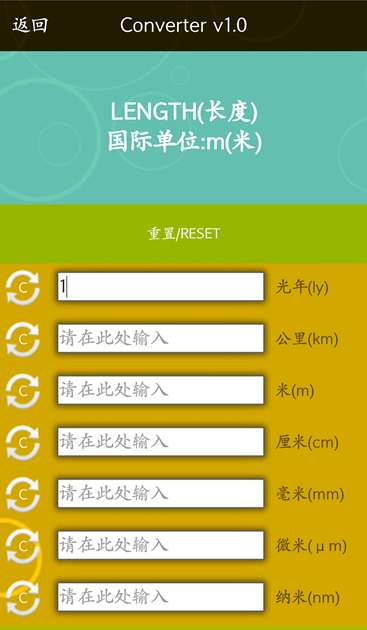 返回
Converter v1.0
LENGTH(长度)
国际单位:m(米)
重置/RESET
C 1 光年(ly)
C 请在此处输入 公里(km)
C 请在此处输入 米(m)
C 请在此处输入 厘米(cm)
C 请在此处输入 毫米(mm)
C 请在此处输入 微米(μm)
C 请在此处输入 纳米(nm)